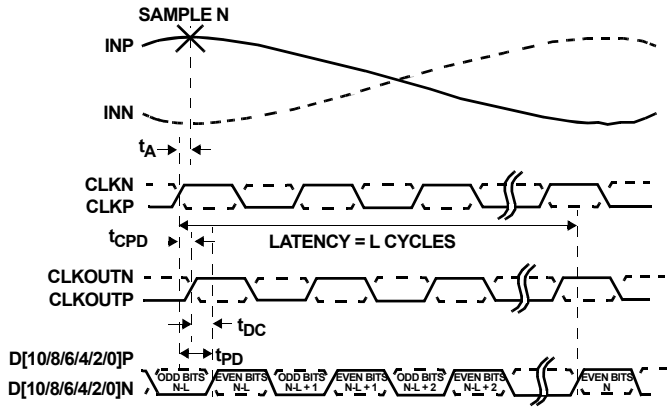 SAMPLE N
INP
INN
tA
CLKN
CLKP
tCPD
LATENCY = L CYCLES
CLKOUTN
CLKOUTP
tDC
tPD
D[10/8/6/4/2/0]P
D[10/8/6/4/2/0]N
ODD BITS N-L
EVEN BITS N-L
ODD BITS N-L + 1
EVEN BITS N-L + 1
ODD BITS N-L + 2
EVEN BITS N-L + 2
EVEN BITS N